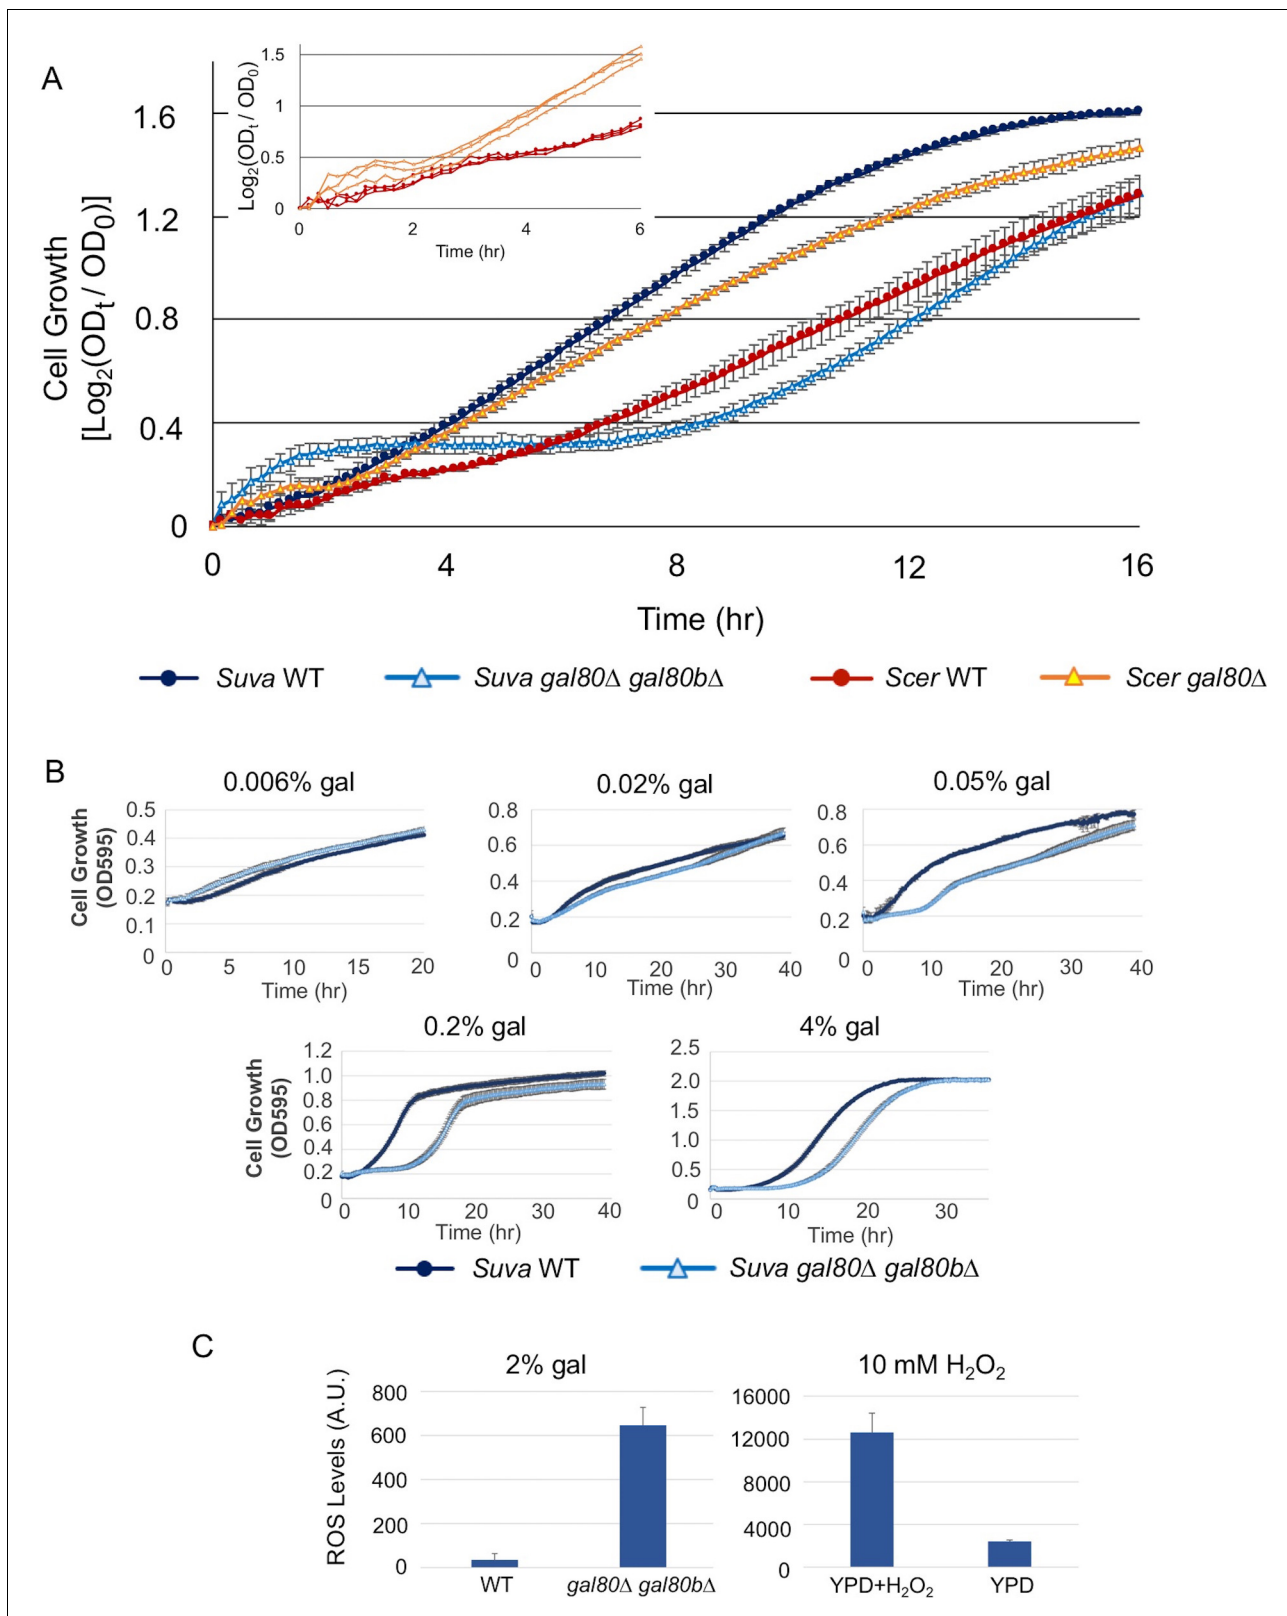 A
Log₂(ODt / OD₀)
1.5
1
0.5
0
0 2 4 6
Time (hr)
Cell Growth
[Log₂(ODt / OD₀)]
1.6
1.2
0.8
0.4
0
0 4 8 12 16
Time (hr)
Suva WT Suva gal80Δ gal80bΔ Scer WT Scer gal80Δ
B
0.006% gal
Cell Growth
(OD595)
0.5
0.4
0.3
0.2
0.1
0
0 5 10 15 20
Time (hr)
0.02% gal
0.8
0.6
0.4
0.2
0
0 10 20 30 40
Time (hr)
0.05% gal
0.8
0.6
0.4
0.2
0
0 10 20 30 40
Time (hr)
0.2% gal
Cell Growth
(OD595)
1.2
1.0
0.8
0.6
0.4
0.2
0
0 10 20 30 40
Time (hr)
4% gal
2.5
2.0
1.5
1.0
0.5
0
0 10 20 30
Time (hr)
Suva WT Suva gal80Δ gal80bΔ
C
2% gal
ROS Levels (A.U.)
800
600
400
200
0
WT gal80Δ gal80bΔ
10 mM H₂O₂
16000
12000
8000
4000
0
YPD+H₂O₂ YPD